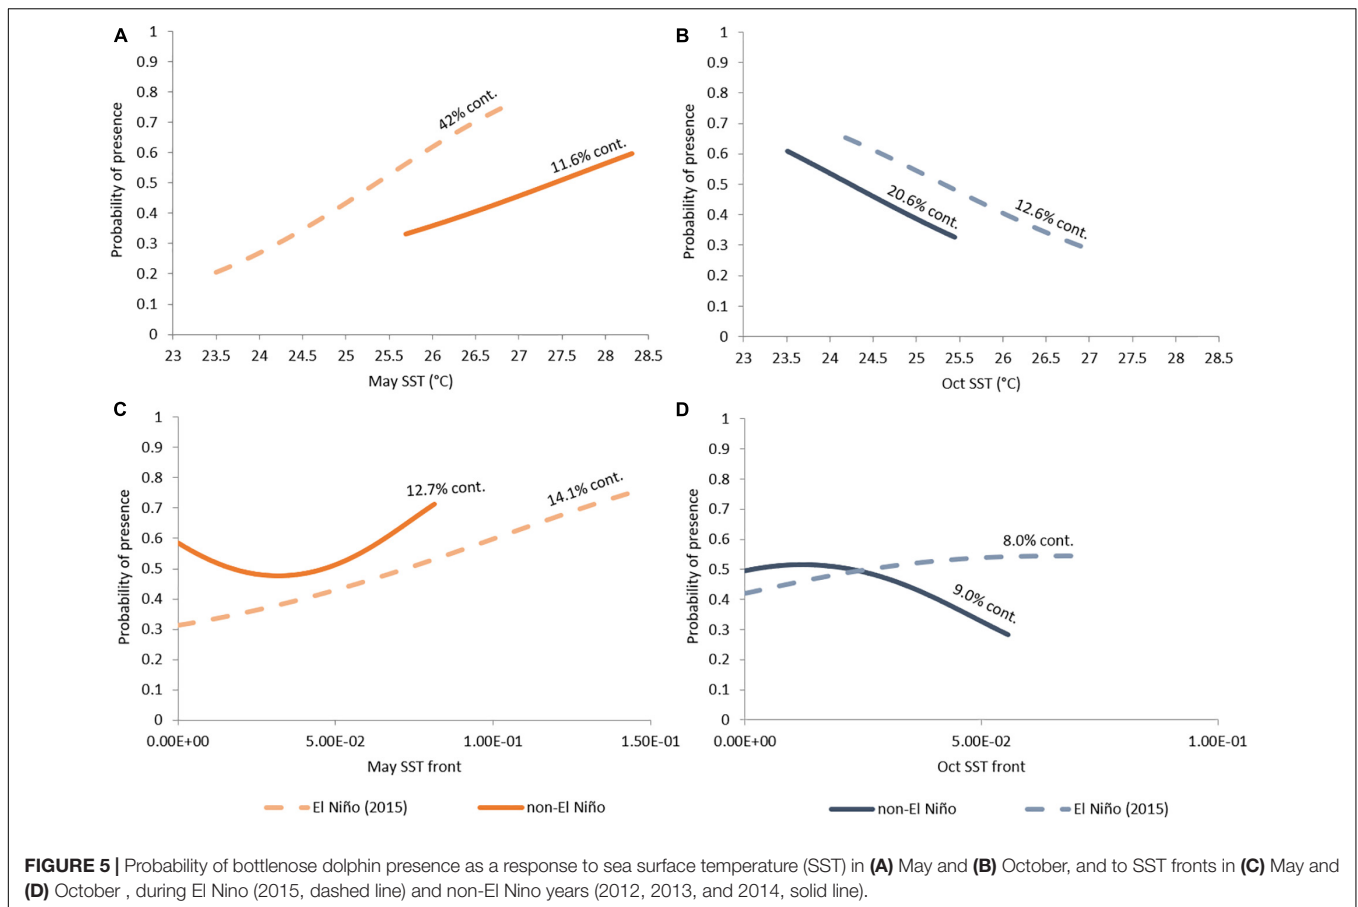 A
1
0.9
0.8
0.7
0.6
0.5
0.4
0.3
0.2
0.1
0
Probability of presence
42% cont.
11.6% cont.
23 23.5 24 24.5 25 25.5 26 26.5 27 27.5 28 28.5
May SST (°C)
B
1
0.9
0.8
0.7
0.6
0.5
0.4
0.3
0.2
0.1
0
Probability of presence
20.6% cont.
12.6% cont.
23 23.5 24 24.5 25 25.5 26 26.5 27 27.5 28 28.5
Oct SST (°C)
C
1
0.9
0.8
0.7
0.6
0.5
0.4
0.3
0.2
0.1
0
Probability of presence
12.7% cont.
14.1% cont.
0.00E+00 5.00E-02 1.00E-01 1.50E-01
May SST front
El Niño (2015) non-El Niño
D
1
0.9
0.8
0.7
0.6
0.5
0.4
0.3
0.2
0.1
0
Probability of presence
8.0% cont.
9.0% cont.
0.00E+00 5.00E-02 1.00E-01
Oct SST front
non-El Niño El Niño (2015)
FIGURE 5 | Probability of bottlenose dolphin presence as a response to sea surface temperature (SST) in (A) May and (B) October, and to SST fronts in (C) May and
(D) October , during El Nino (2015, dashed line) and non-El Nino years (2012, 2013, and 2014, solid line).